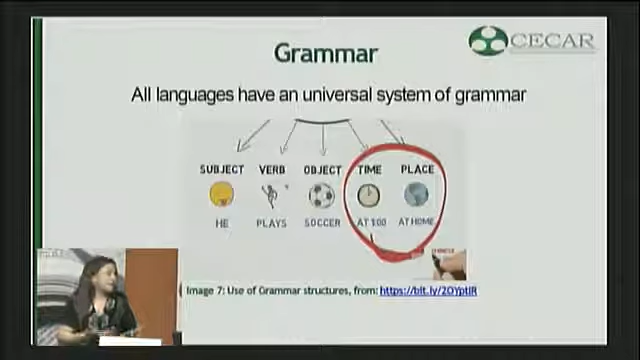 Grammar
CECAR
All languages have an universal system of grammar
SUBJECT VERB OBJECT TIME PLACE
HE PLAYS SOCCER AT 1:00 AT HOME
Image 7: Use of Grammar structures, from: https://bit.ly/2OYptIR